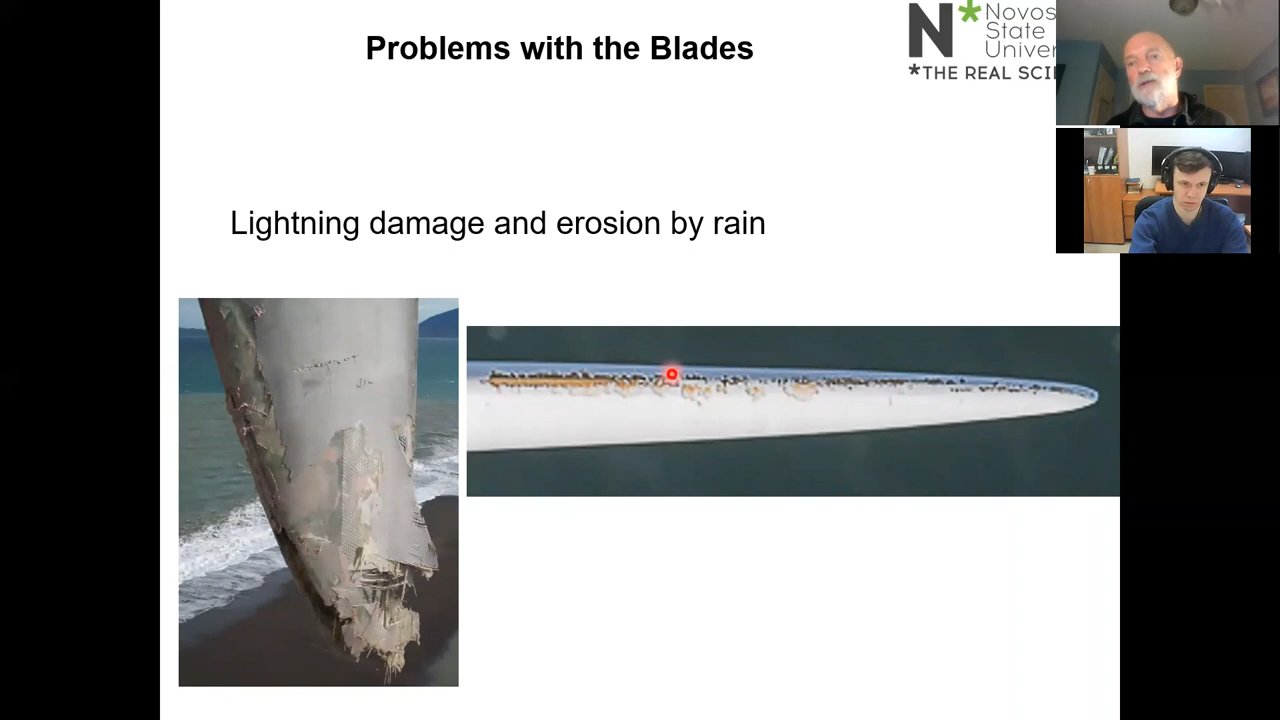 Problems with the Blades
N*
Novos
State
Univer
*THE REAL SCI
Lightning damage and erosion by rain